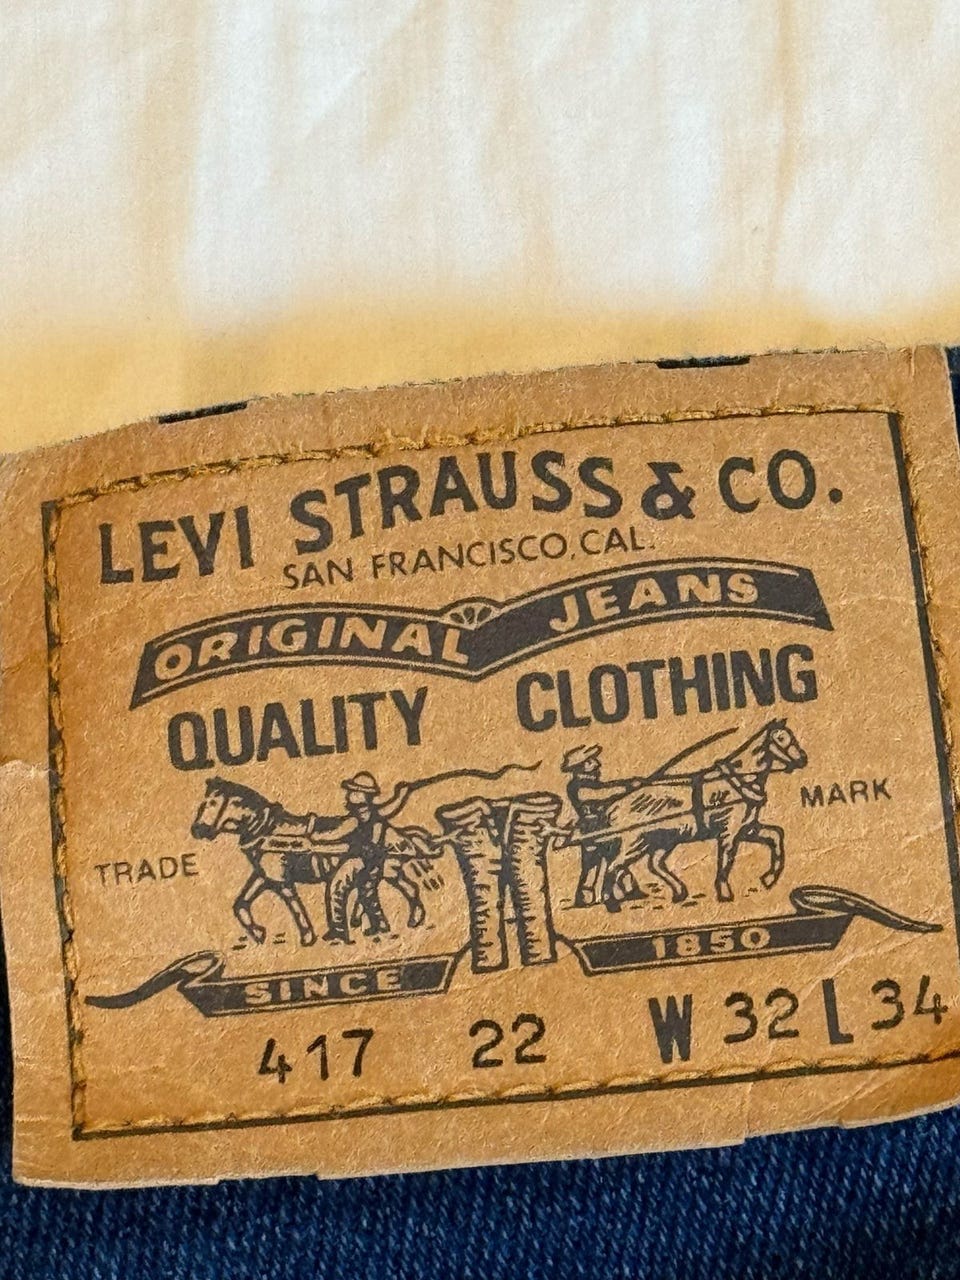 LEVI STRAUSS & CO.
SAN FRANCISCO, CAL.
ORIGINAL JEANS
QUALITY CLOTHING
TRADE MARK
SINCE 1850
417 22 W 32 L 34